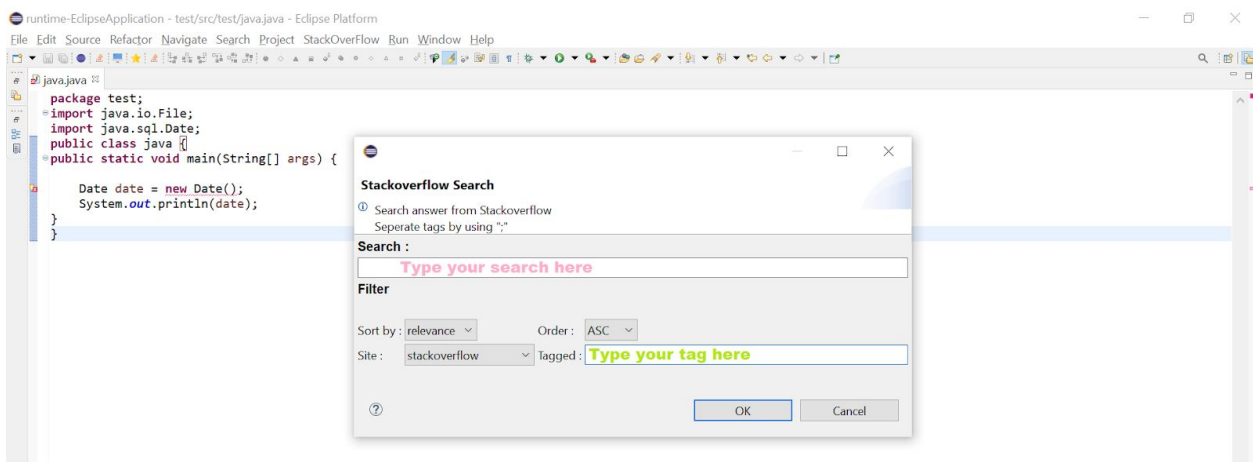 runtime-EclipseApplication - test/src/test/java.java - Eclipse Platform
File Edit Source Refactor Navigate Search Project StackOverFlow Run Window Help
java.java
package test;
import java.io.File;
import java.sql.Date;
public class java {
public static void main(String[] args) {
Date date = new Date();
System.out.println(date);
}
}
Stackoverflow Search
Search answer from Stackoverflow
Seperate tags by using ";"
Search :
Type your search here
Filter
Sort by : relevance Order : ASC
Site : stackoverflow Tagged : Type your tag here
OK Cancel